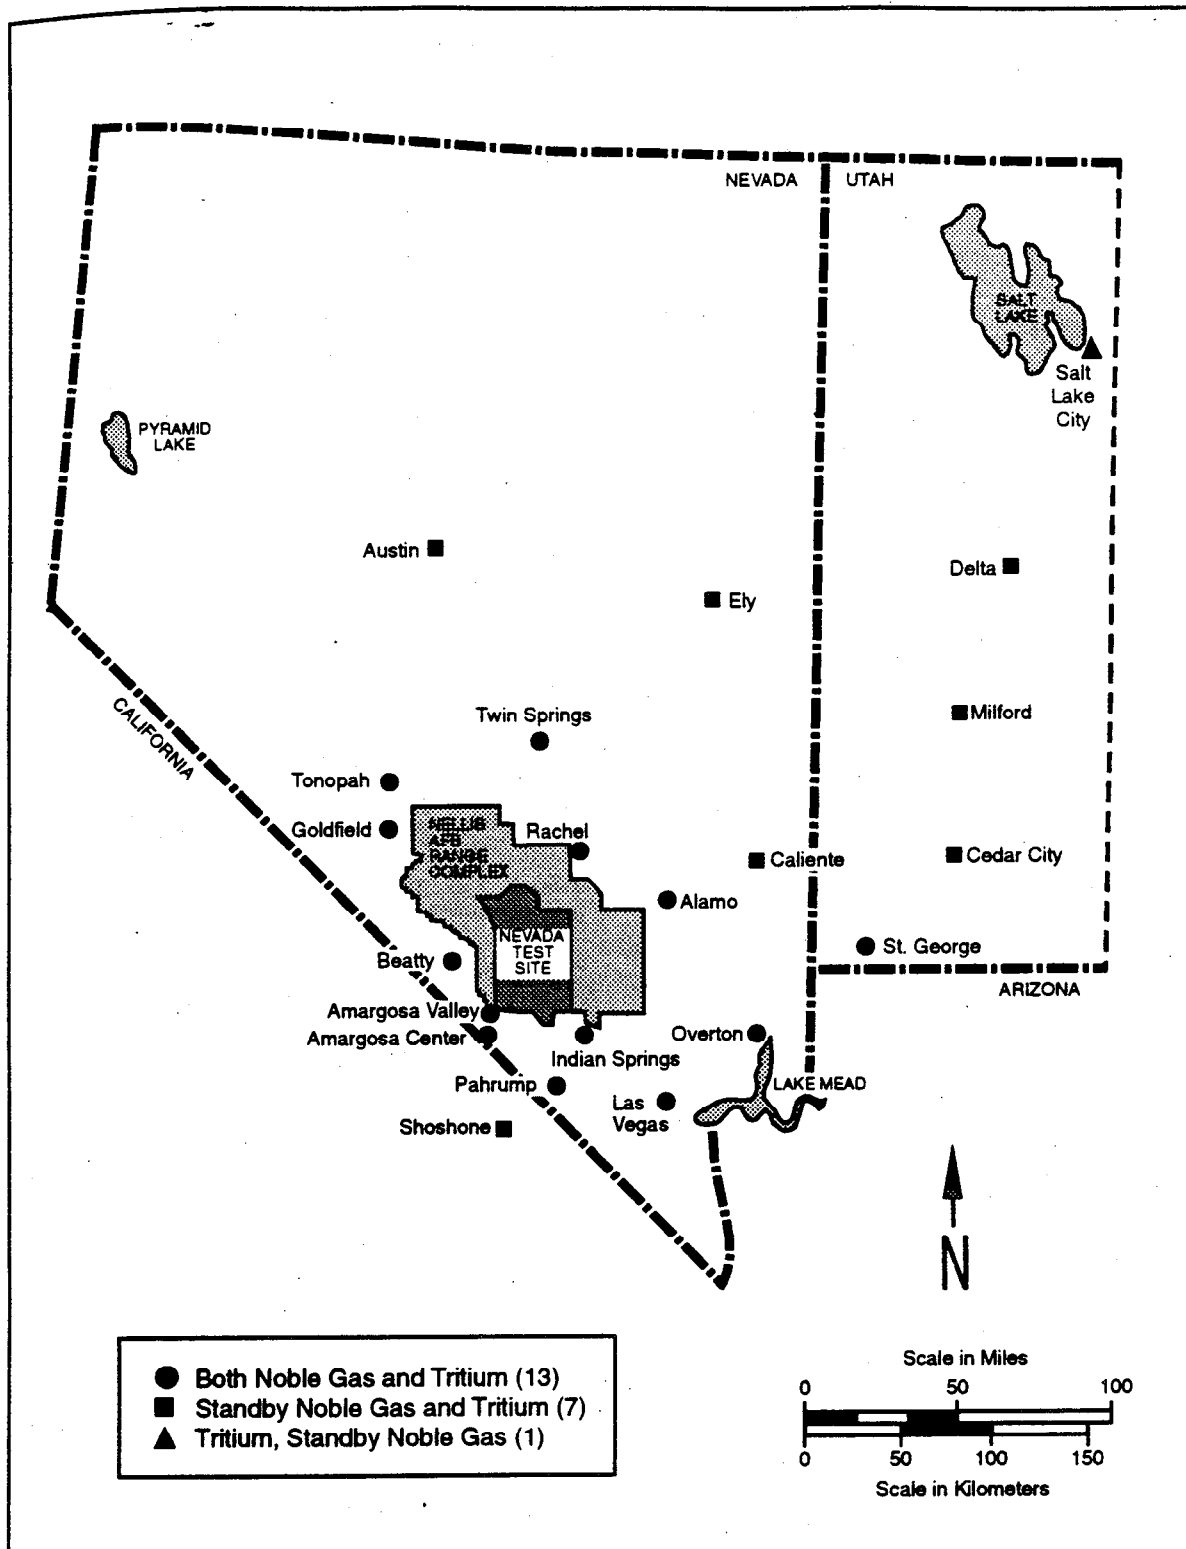 NEVADA
UTAH
SALT
LAKE
Salt
Lake
City
PYRAMID
LAKE
Austin
Delta
Ely
CALIFORNIA
Twin Springs
Milford
Tonopah
Goldfield
NELLIS
AFB
RANGE
COMPLEX
Rachel
Caliente
Cedar City
Alamo
NEVADA
TEST
SITE
St. George
Beatty
ARIZONA
Amargosa Valley
Amargosa Center
Indian Springs
Overton
Pahrump
LAKE MEAD
Las
Vegas
Shoshone
N
Both Noble Gas and Tritium (13)
Standby Noble Gas and Tritium (7)
Tritium, Standby Noble Gas (1)
Scale in Miles
0 50 100
0 50 100 150
Scale in Kilometers